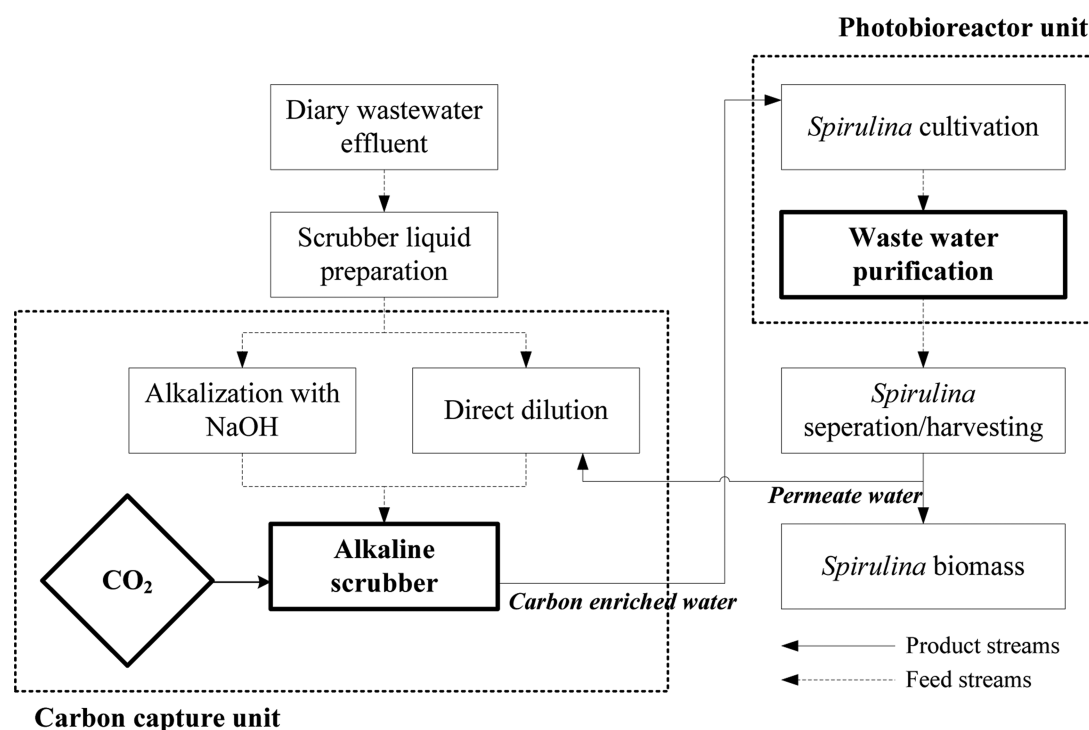 Photobioreactor unit
Diary wastewater
effluent
Spirulina cultivation
Scrubber liquid
preparation
Waste water
purification
Alkalization with
NaOH
Direct dilution
Spirulina
seperation/harvesting
Permeate water
CO₂
Alkaline
scrubber
Carbon enriched water
Spirulina biomass
Product streams
Feed streams
Carbon capture unit